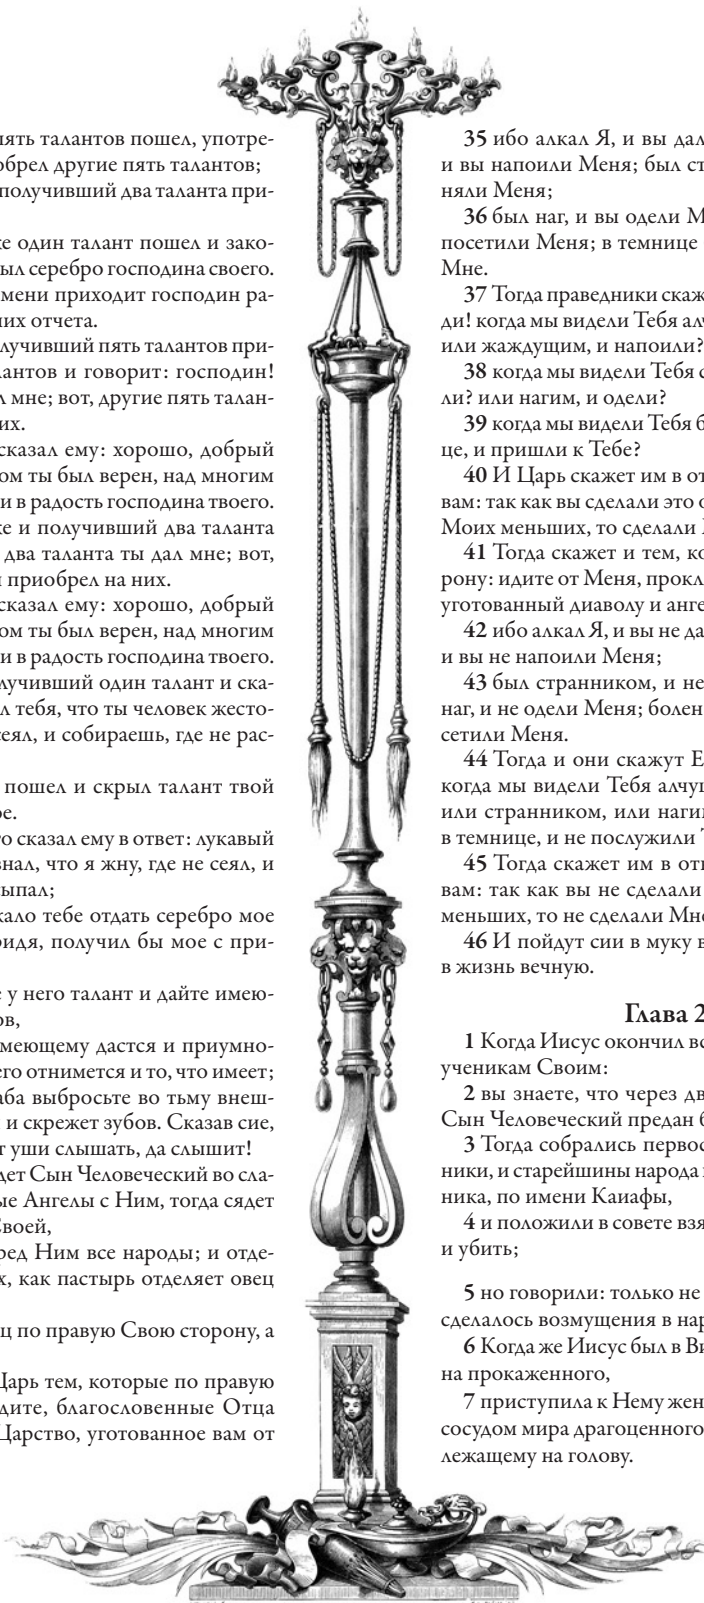 пять талантов пошел, употре-
обрел другие пять талантов;
получивший два таланта при-
же один талант пошел и зако-
рыл серебро господина своего.
мени приходит господин ра-
них отчета.
лучивший пять талантов при-
лантов и говорит: господин!
л мне; вот, другие пять талан-
их.
сказал ему: хорошо, добрый
ом ты был верен, над многим
и в радость господина твоего.
же и получивший два таланта
два таланта ты дал мне; вот,
приобрел на них.
сказал ему: хорошо, добрый
ом ты был верен, над многим
и в радость господина твоего.
лучивший один талант и ска-
л тебя, что ты человек жесто-
сеял, и собираешь, где не рас-
пошел и скрыл талант твой
ое.
го сказал ему в ответ: лукавый
знал, что я жну, где не сеял, и
сыпал;
жало тебе отдать серебро мое
ридя, получил бы мое с при-
е у него талант и дайте имею-
ов,
имеющему дастся и приумно-
его отнимется и то, что имеет;
аба выбросьте во тьму внеш-
и скрежет зубов. Сказав сие,
т уши слышать, да слышит!
дет Сын Человеческий во сла-
ые Ангелы с Ним, тогда сядет
Своей,
ред Ним все народы; и отде-
х, как пастырь отделяет овец
ц по правую Свою сторону, а
Царь тем, которые по правую
дите, благословенные Отца
Царство, уготованное вам от
35 ибо алкал Я, и вы дал
и вы напоили Меня; был ст
няли Меня;
36 был наг, и вы одели М
посетили Меня; в темнице
Мне.
37 Тогда праведники скаж
ди! когда мы видели Тебя алч
или жаждущим, и напоили?
38 когда мы видели Тебя с
ли? или нагим, и одели?
39 когда мы видели Тебя б
це, и пришли к Тебе?
40 И Царь скажет им в от
вам: так как вы сделали это о
Моих меньших, то сделали
41 Тогда скажет и тем, ко
рону: идите от Меня, прокл
уготованный диаволу и анге
42 ибо алкал Я, и вы не да
и вы не напоили Меня;
43 был странником, и не
наг, и не одели Меня; болен
сетили Меня.
44 Тогда и они скажут Е
когда мы видели Тебя алчу
или странником, или наги
в темнице, и не послужили Т
45 Тогда скажет им в от
вам: так как вы не сделали
меньших, то не сделали Мн
46 И пойдут сии в муку в
в жизнь вечную.
Глава 2
1 Когда Иисус окончил вс
ученикам Своим:
2 вы знаете, что через дв
Сын Человеческий предан б
3 Тогда собрались первос
ники, и старейшины народа
ника, по имени Каиафы,
4 и положили в совете взя
и убить;
5 но говорили: только не
сделалось возмущения в нар
6 Когда же Иисус был в Ви
на прокаженного,
7 приступила к Нему жен
сосудом мира драгоценного
лежащему на голову.